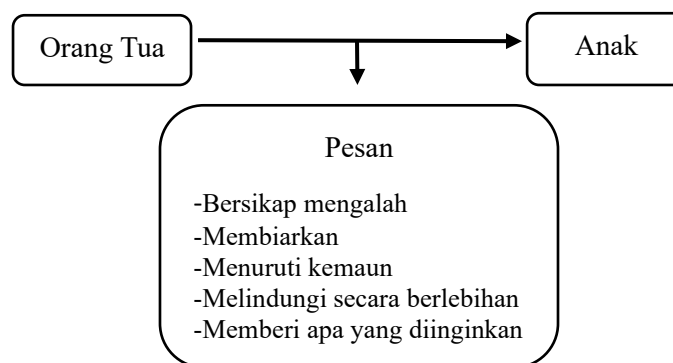 Orang Tua
Anak
Pesan
-Bersikap mengalah
-Membiarkan
-Menuruti kemaun
-Melindungi secara berlebihan
-Memberi apa yang diinginkan